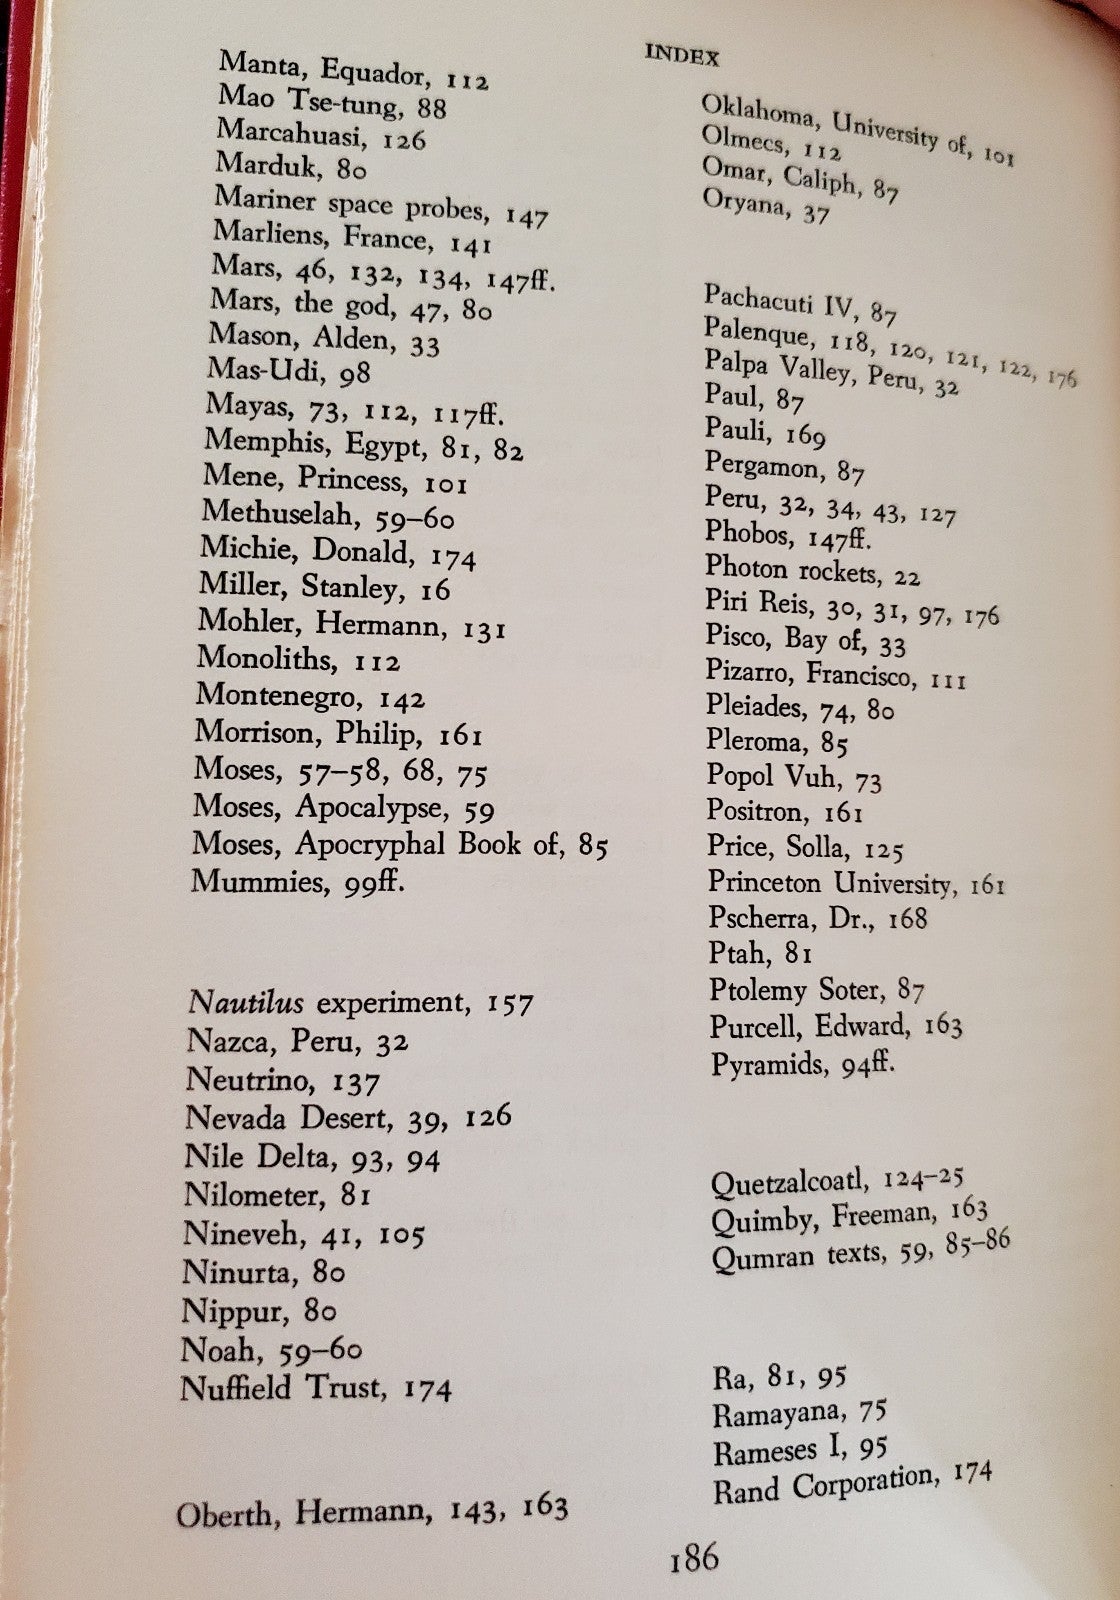 INDEX
Manta, Equador, 112
Mao Tse-tung, 88
Marcahuasi, 126
Marduk, 80
Mariner space probes, 147
Marliens, France, 141
Mars, 46, 132, 134, 147ff.
Mars, the god, 47, 80
Mason, Alden, 33
Mas-Udi, 98
Mayas, 73, 112, 117ff.
Memphis, Egypt, 81, 82
Mene, Princess, 101
Methuselah, 59–60
Michie, Donald, 174
Miller, Stanley, 16
Mohler, Hermann, 131
Monoliths, 112
Montenegro, 142
Morrison, Philip, 161
Moses, 57–58, 68, 75
Moses, Apocalypse, 59
Moses, Apocryphal Book of, 85
Mummies, 99ff.
Nautilus experiment, 157
Nazca, Peru, 32
Neutrino, 137
Nevada Desert, 39, 126
Nile Delta, 93, 94
Nilometer, 81
Nineveh, 41, 105
Ninurta, 80
Nippur, 80
Noah, 59–60
Nuffield Trust, 174
Oberth, Hermann, 143, 163
Oklahoma, University of, 101
Olmecs, 112
Omar, Caliph, 87
Oryana, 37
Pachacuti IV, 87
Palenque, 118, 120, 121, 122, 176
Palpa Valley, Peru, 32
Paul, 87
Pauli, 169
Pergamon, 87
Peru, 32, 34, 43, 127
Phobos, 147ff.
Photon rockets, 22
Piri Reis, 30, 31, 97, 176
Pisco, Bay of, 33
Pizarro, Francisco, 111
Pleiades, 74, 80
Pleroma, 85
Popol Vuh, 73
Positron, 161
Price, Solla, 125
Princeton University, 161
Pscherra, Dr., 168
Ptah, 81
Ptolemy Soter, 87
Purcell, Edward, 163
Pyramids, 94ff.
Quetzalcoatl, 124–25
Quimby, Freeman, 163
Qumran texts, 59, 85–86
Ra, 81, 95
Ramayana, 75
Rameses I, 95
Rand Corporation, 174
186